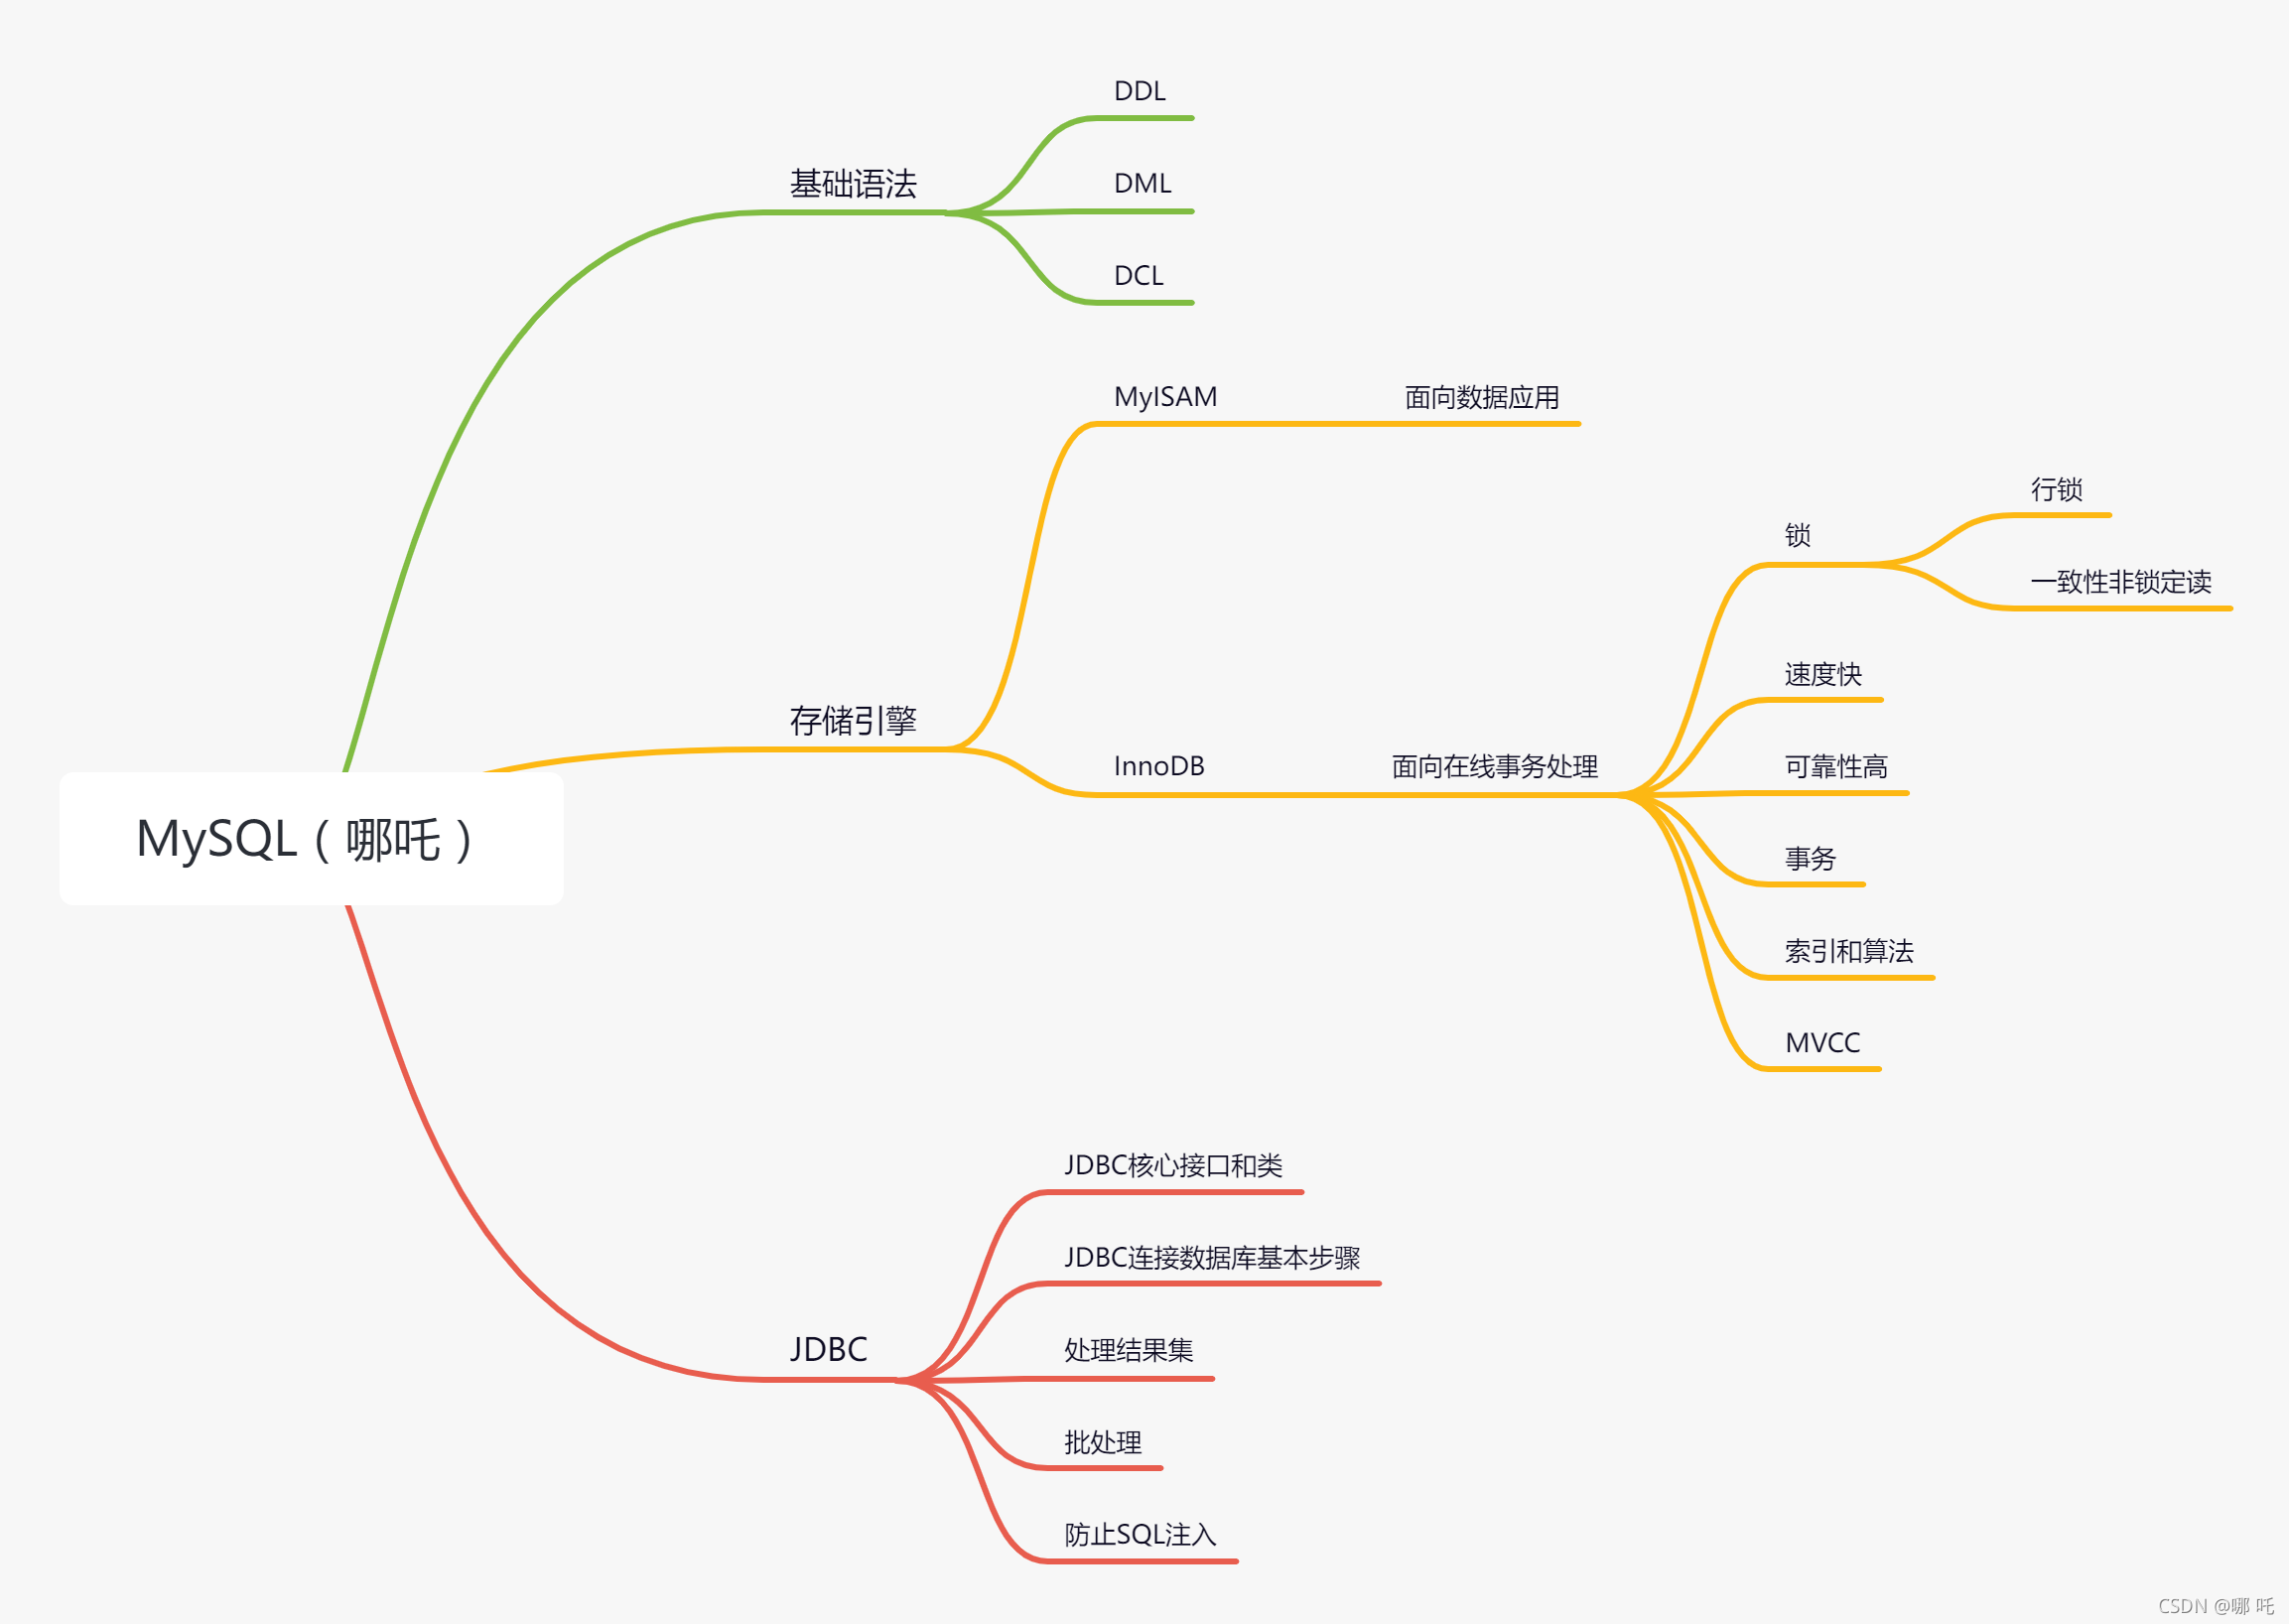 DDL
基础语法
DML
DCL
MyISAM
面向数据应用
行锁
锁
一致性非锁定读
速度快
存储引擎
InnoDB
面向在线事务处理
可靠性高
MySQL（哪吒）
事务
索引和算法
MVCC
JDBC核心接口和类
JDBC连接数据库基本步骤
JDBC
处理结果集
批处理
防止SQL注入
CSDN @哪 吒